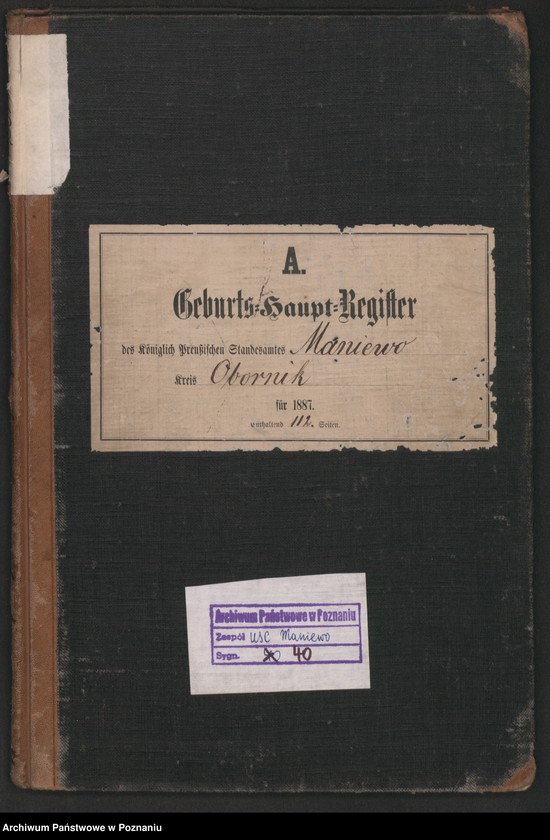 A.
Geburts-Haupt-Register
des Königlich Preußischen Standesamtes Maniewo
Kreis Obornik
für 1887.
enthaltend 112. Seiten.
Archiwum Państwowe w Poznaniu
Zespół USC Maniewo
Sygn. 40
Archiwum Państwowe w Poznaniu